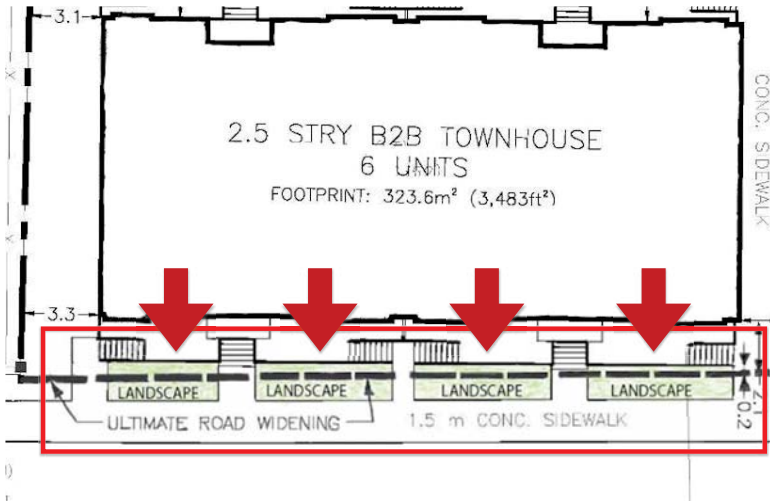 3.1
CONC. SIDEWALK
2.5 STRY B2B TOWNHOUSE
6 UNITS
FOOTPRINT: 323.6m² (3,483ft²)
3.3
LANDSCAPE
LANDSCAPE
LANDSCAPE
LANDSCAPE
2.1
0.2
ULTIMATE ROAD WIDENING
1.5 m CONC. SIDEWALK